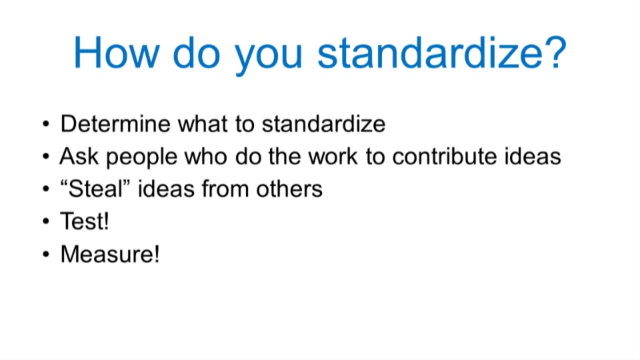 How do you standardize?
• Determine what to standardize
• Ask people who do the work to contribute ideas
• “Steal” ideas from others
• Test!
• Measure!